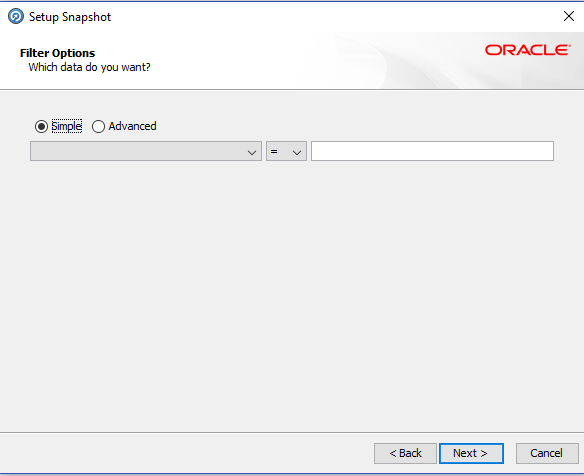 Setup Snapshot
Filter Options
Which data do you want?
ORACLE
Simple Advanced
=
< Back Next > Cancel